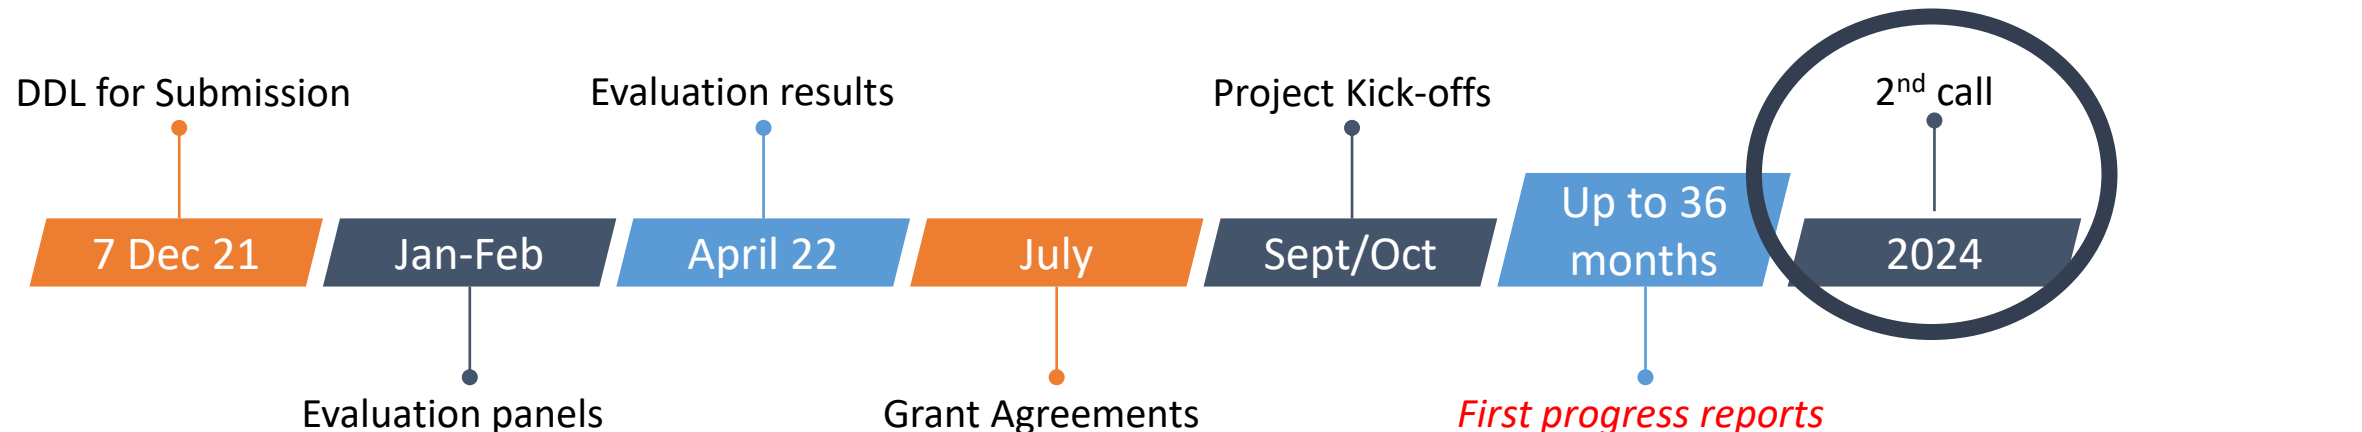 DDL for Submission
Evaluation results
Project Kick-offs
2nd call
7 Dec 21
Jan-Feb
April 22
July
Sept/Oct
Up to 36
months
2024
Evaluation panels
Grant Agreements
First progress reports